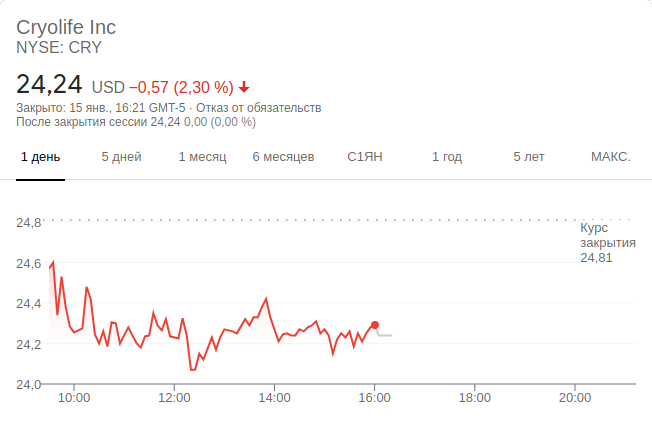 Cryolife Inc
NYSE: CRY
24,24 USD −0,57 (2,30 %)
Закрыто: 15 янв., 16:21 GMT-5 · Отказ от обязательств
После закрытия сессии 24,24 0,00 (0,00 %)
1 день 5 дней 1 месяц 6 месяцев С1ЯН 1 год 5 лет МАКС.
24,8
Курс
закрытия
24,81
24,6
24,4
24,2
24,0
10:00 12:00 14:00 16:00 18:00 20:00